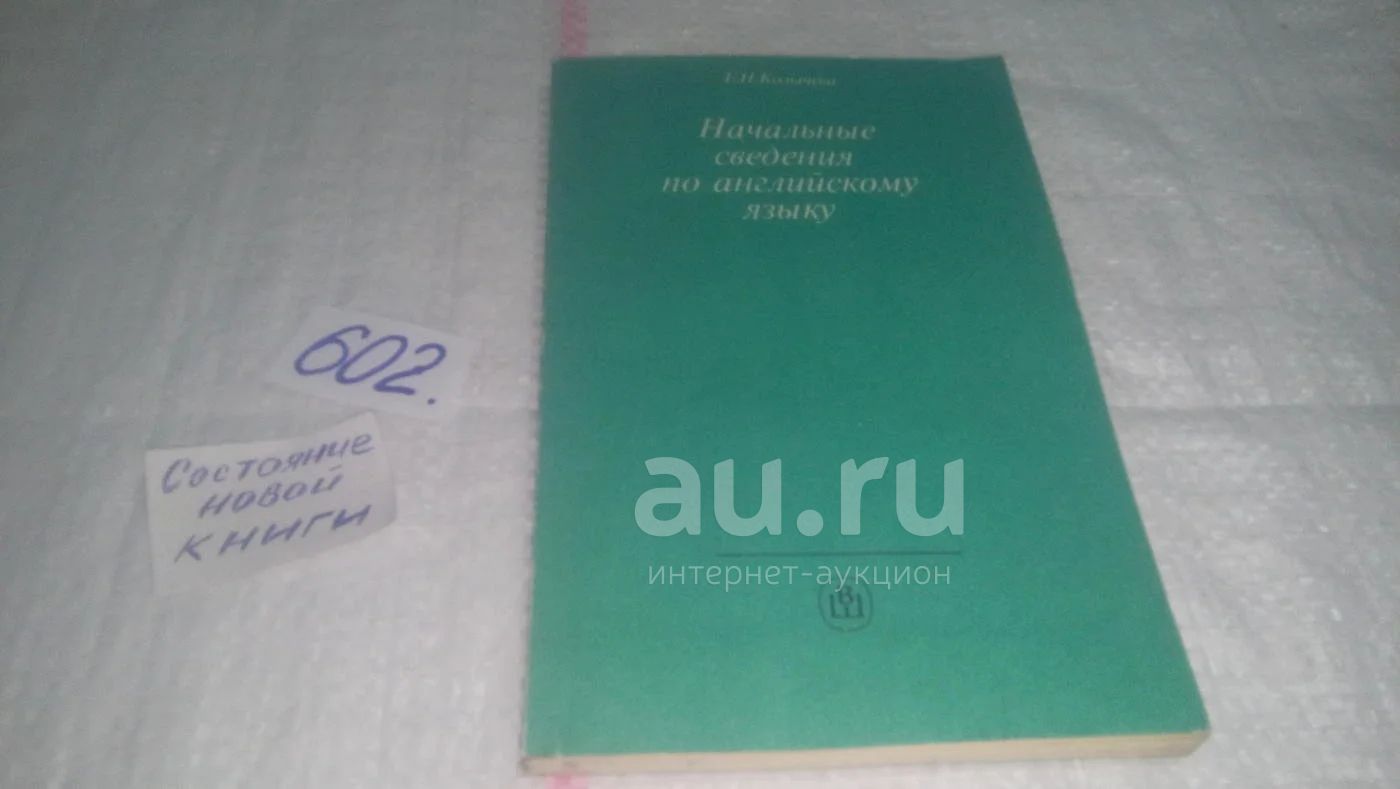 Начальные
сведения
по английскому
языку
602.
Состояние
новой
книги
au.ru
интернет-аукцион